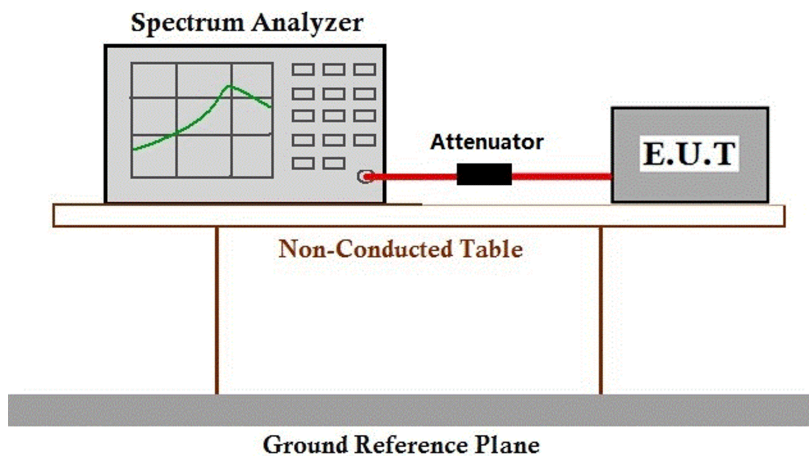 Spectrum Analyzer
Attenuator
E.U.T
Non-Conducted Table
Ground Reference Plane